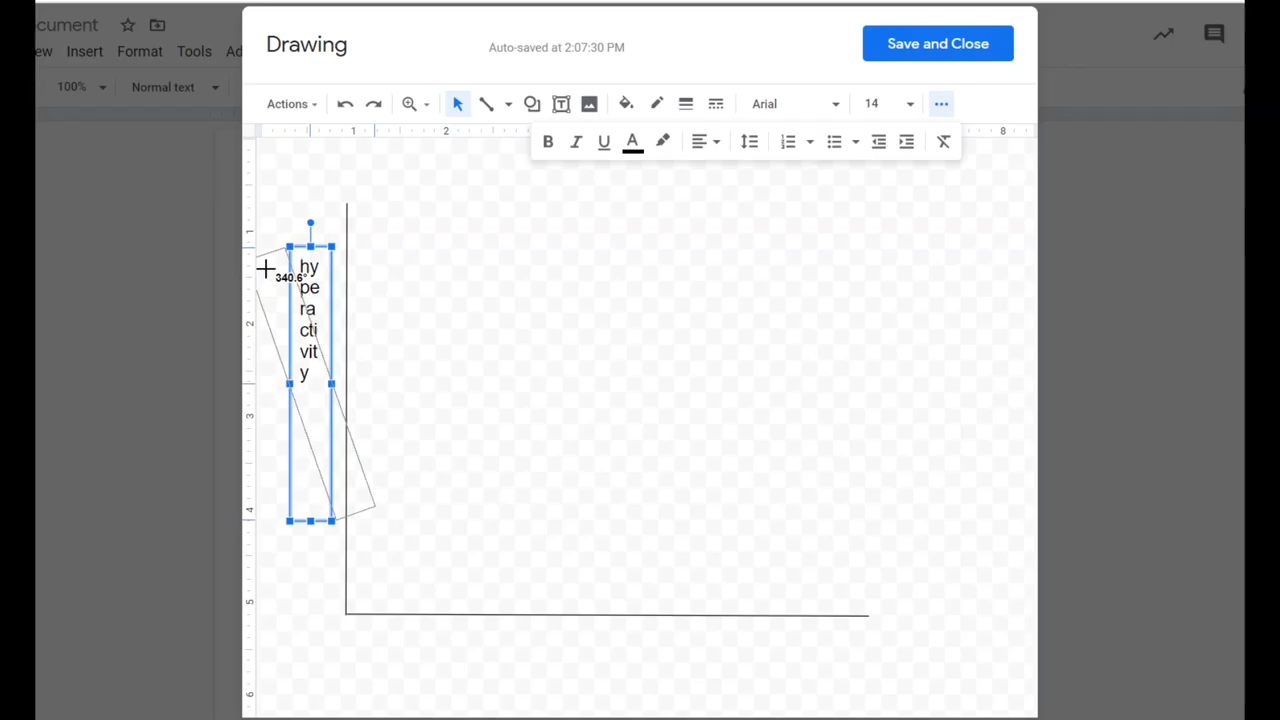 cument
ew Insert Format Tools Ad
100% Normal text
Drawing
Auto-saved at 2:07:30 PM
Save and Close
Actions
Arial
14
B I U A
1 2 8
1
2
3
4
5
6
340.6°
hy
pe
ra
cti
vit
y